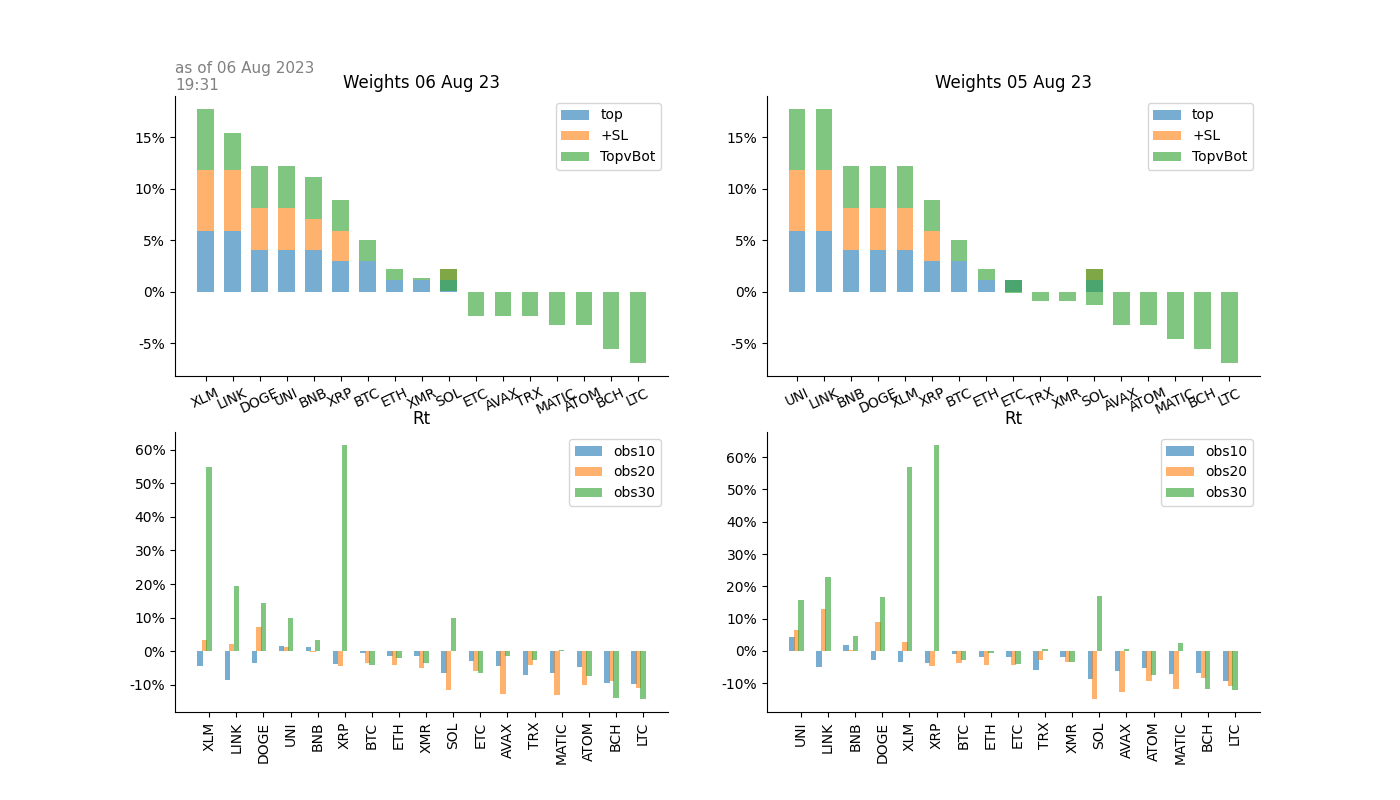 as of 06 Aug 2023
19:31
Weights 06 Aug 23
top
+SL
TopvBot
15%
10%
5%
0%
-5%
XLM LINK DOGE UNI BNB XRP BTC ETH XMR SOL ETC AVAX TRX MATIC ATOM BCH LTC
Weights 05 Aug 23
top
+SL
TopvBot
15%
10%
5%
0%
-5%
UNI LINK BNB DOGE XLM XRP BTC ETH ETC TRX XMR SOL AVAX ATOM MATIC BCH LTC
Rt
obs10
obs20
obs30
60%
50%
40%
30%
20%
10%
0%
-10%
XLM LINK DOGE UNI BNB XRP BTC ETH XMR SOL ETC AVAX TRX MATIC ATOM BCH LTC
Rt
obs10
obs20
obs30
60%
50%
40%
30%
20%
10%
0%
-10%
UNI LINK BNB DOGE XLM XRP BTC ETH ETC TRX XMR SOL AVAX ATOM MATIC BCH LTC